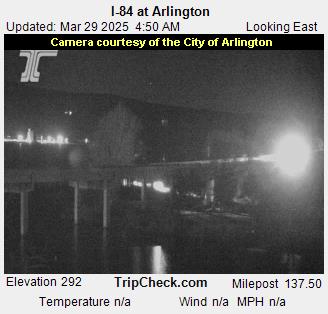 I-84 at Arlington
Updated: Mar 29 2025 4:50 AM Looking East
Camera courtesy of the City of Arlington
Elevation 292 TripCheck.com Milepost 137.50
Temperature n/a Wind n/a MPH n/a